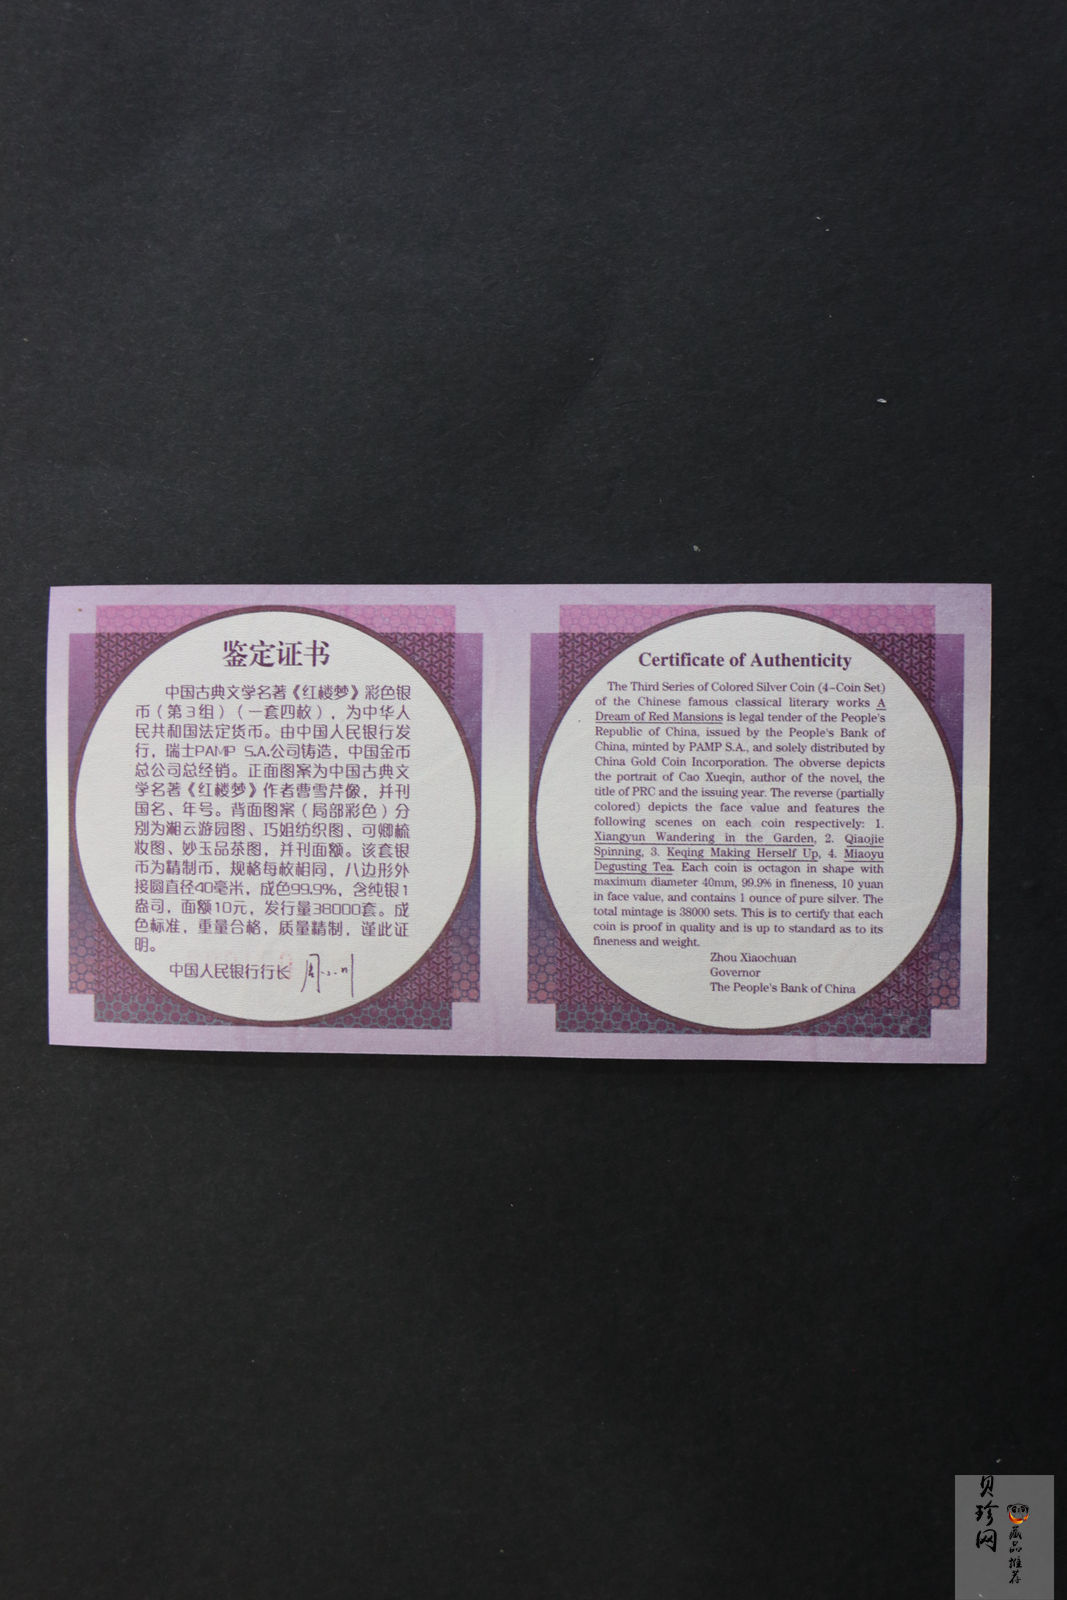 鉴定证书
中国古典文学名著《红楼梦》彩色银
币（第3组）（一套四枚），为中华人
民共和国法定货币。由中国人民银行发
行，瑞士PAMP S.A.公司铸造，中国金币
总公司总经销。正面图案为中国古典文
学名著《红楼梦》作者曹雪芹像，并刊
国名、年号。背面图案（局部彩色）分
别为湘云游园图、巧姐纺织图、可卿梳
妆图、妙玉品茶图，并刊面额。该套银
币为精制币，规格每枚相同，八边形外
接圆直径40毫米，成色99.9%，含纯银1
盎司，面额10元，发行量38000套。成
色标准，重量合格，质量精制，谨此证
明。
中国人民银行行长
Certificate of Authenticity
The Third Series of Colored Silver Coin (4-Coin Set)
of the Chinese famous classical literary works A
Dream of Red Mansions is legal tender of the People's
Republic of China, issued by the People's Bank of
China, minted by PAMP S.A., and solely distributed by
China Gold Coin Incorporation. The obverse depicts
the portrait of Cao Xueqin, author of the novel, the
title of PRC and the issuing year. The reverse (partially
colored) depicts the face value and features the
following scenes on each coin respectively: 1.
Xiangyun Wandering in the Garden, 2. Qiaojie
Spinning, 3. Keqing Making Herself Up, 4. Miaoyu
Degusting Tea. Each coin is octagon in shape with
maximum diameter 40mm, 99.9% in fineness, 10 yuan
in face value, and contains 1 ounce of pure silver. The
total mintage is 38000 sets. This is to certify that each
coin is proof in quality and is up to standard as to its
fineness and weight.
Zhou Xiaochuan
Governor
The People's Bank of China
贝珍网
藏品推荐